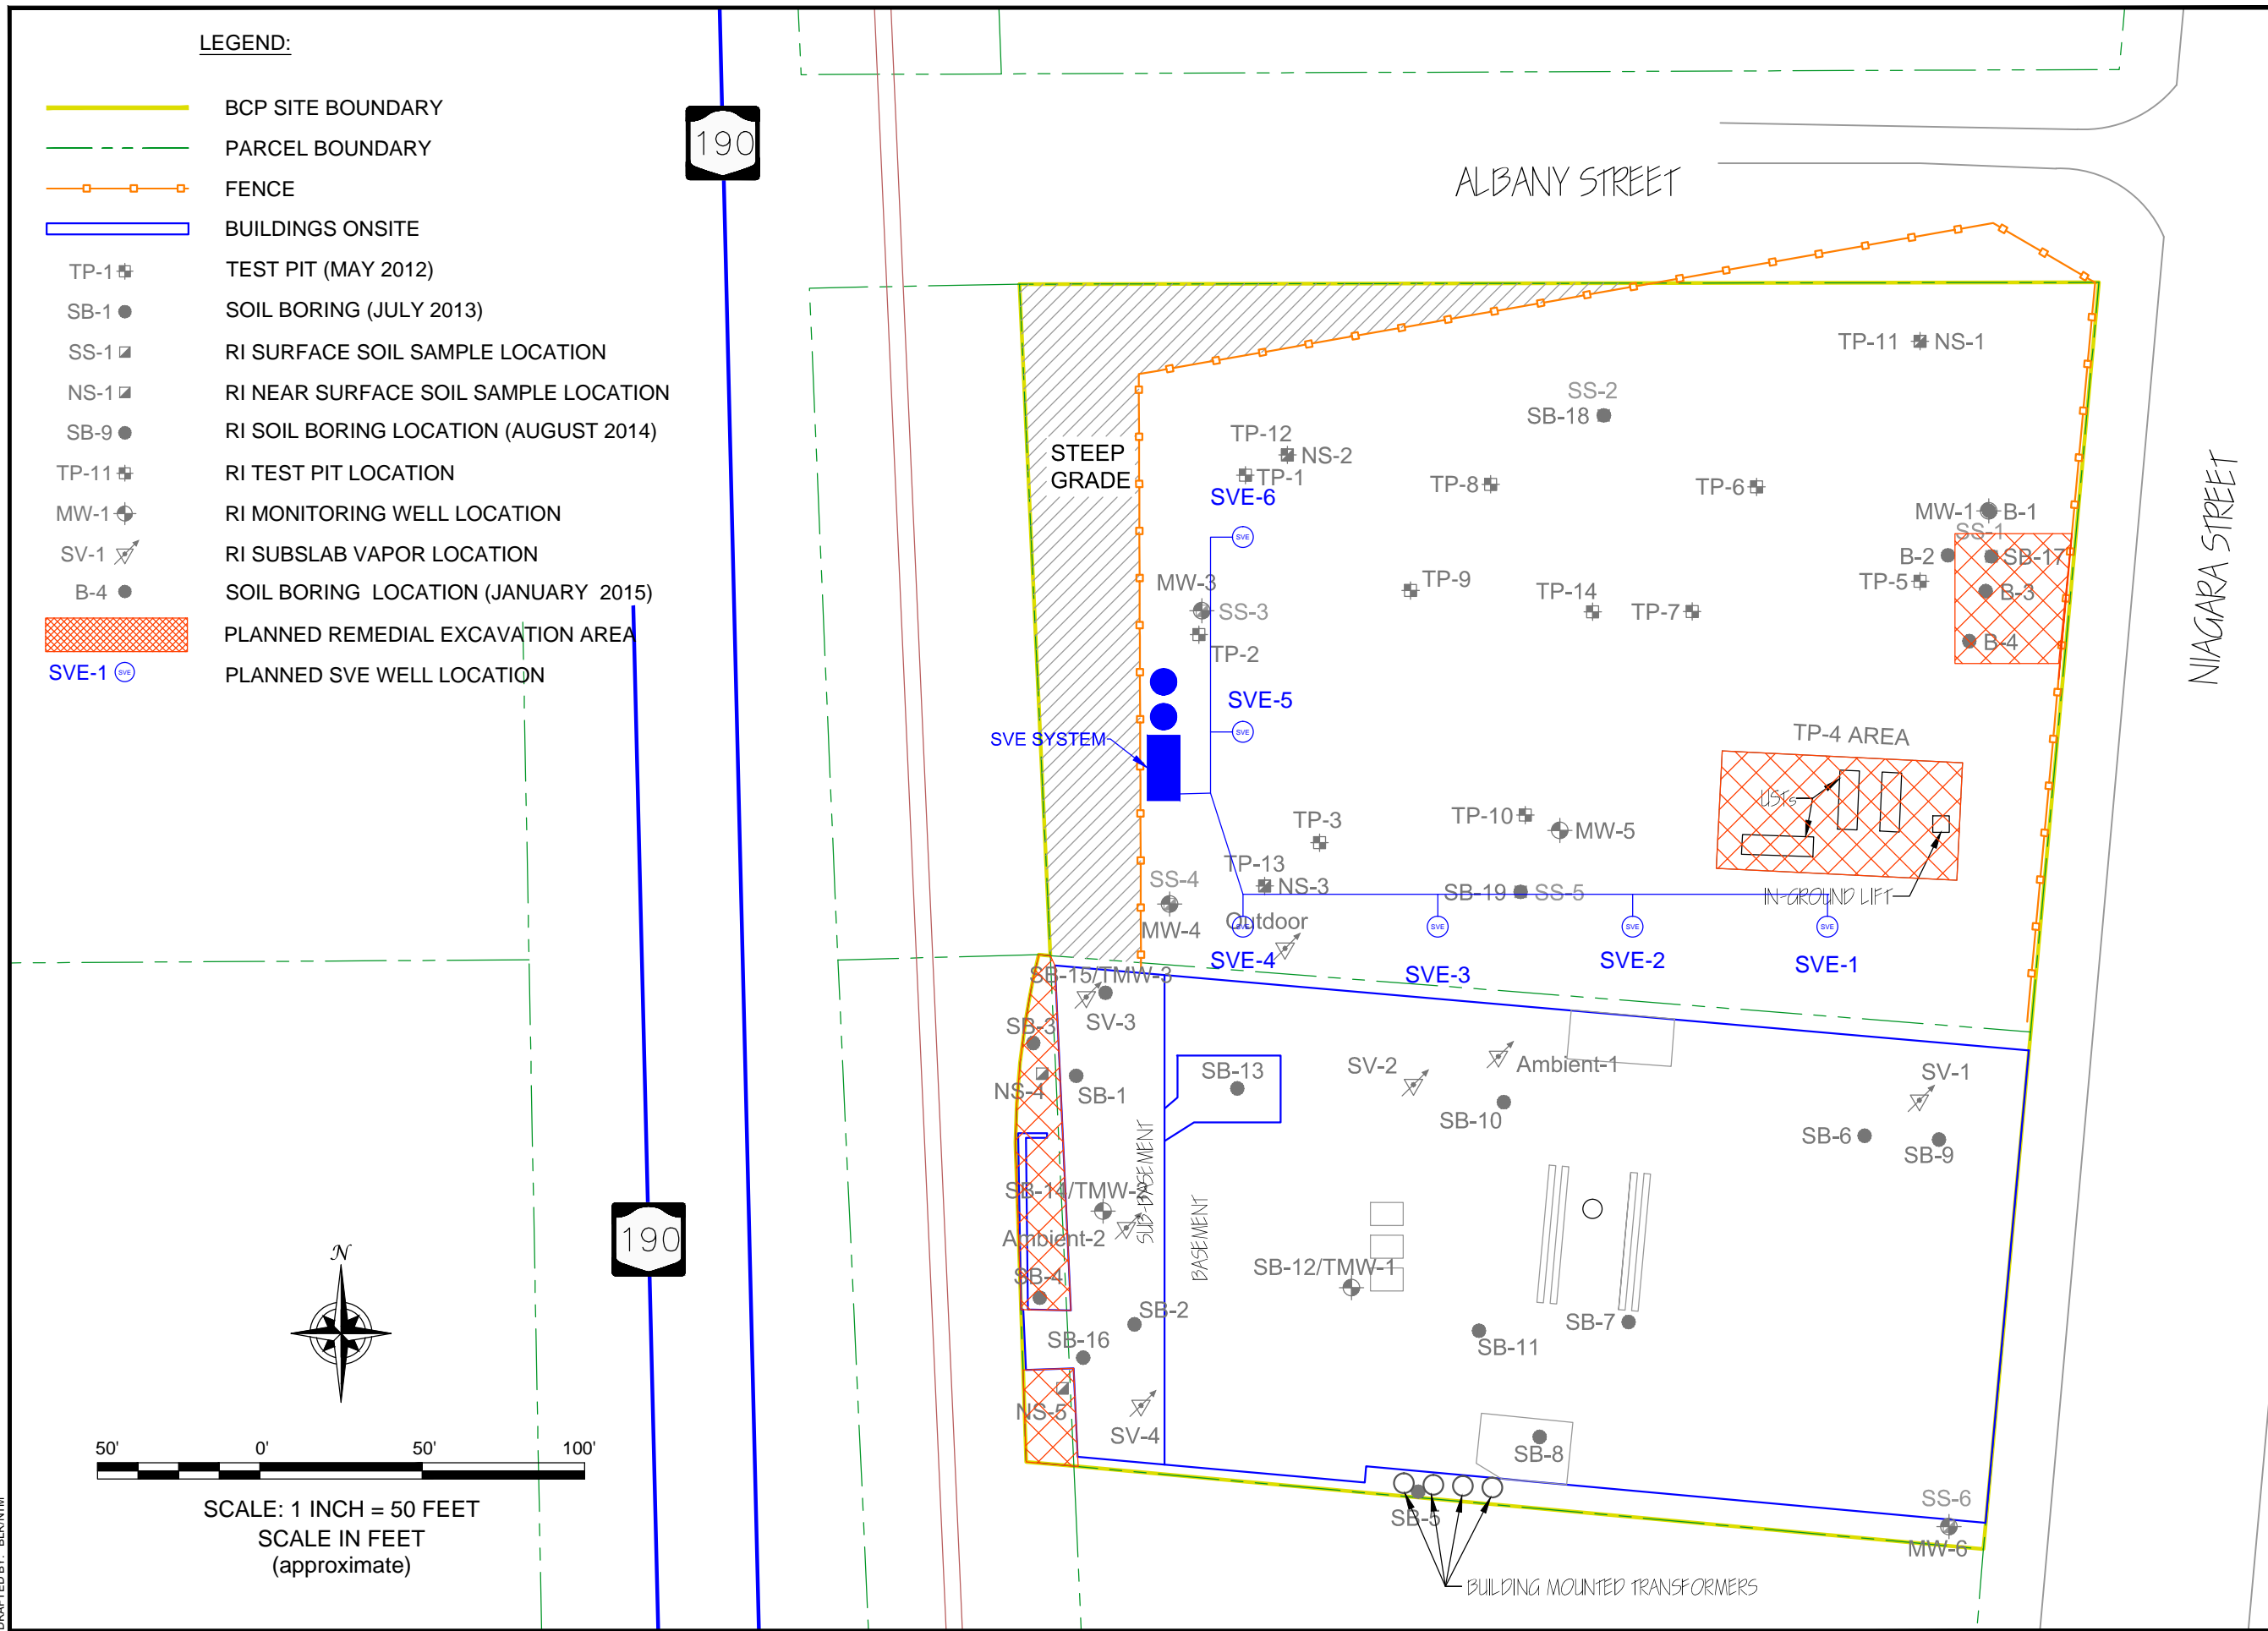 LEGEND:
BCP SITE BOUNDARY
PARCEL BOUNDARY
FENCE
BUILDINGS ONSITE
TP-1 TEST PIT (MAY 2012)
SB-1 SOIL BORING (JULY 2013)
SS-1 RI SURFACE SOIL SAMPLE LOCATION
NS-1 RI NEAR SURFACE SOIL SAMPLE LOCATION
SB-9 RI SOIL BORING LOCATION (AUGUST 2014)
TP-11 RI TEST PIT LOCATION
MW-1 RI MONITORING WELL LOCATION
SV-1 RI SUBSLAB VAPOR LOCATION
B-4 SOIL BORING LOCATION (JANUARY 2015)
PLANNED REMEDIAL EXCAVATION AREA
SVE-1 SVE PLANNED SVE WELL LOCATION
190
190
ALBANY STREET
NIAGARA STREET
STEEP
GRADE
TP-11 NS-1
SS-2
SB-18
TP-12
NS-2
TP-1
SVE-6
SVE
TP-8
TP-6
MW-1 B-1
SS-1
B-2 SB-17
TP-5 B-3
B-4
MW-3
SS-3
TP-2
TP-9
TP-14
TP-7
SVE-5
SVE
SVE SYSTEM
TP-4 AREA
USTs
IN-GROUND LIFT
TP-3
TP-10
MW-5
TP-13
NS-3
SS-4
MW-4
Outdoor
SB-19 SS-5
SVE
SVE
SVE
SVE
SVE-4
SVE-3
SVE-2
SVE-1
SB-15/TMW-3
SV-3
SB-3
NS-4
SB-1
SB-13
SV-2
Ambient-1
SB-10
SV-1
SB-6
SB-9
SUB-BASEMENT
BASEMENT
SB-14/TMW-2
Ambient-2
SB-4
SB-12/TMW-1
SB-2
SB-16
SB-11
SB-7
NS-5
SV-4
SB-8
SB-5
SS-6
MW-6
BUILDING MOUNTED TRANSFORMERS
N
50' 0' 50' 100'
SCALE: 1 INCH = 50 FEET
SCALE IN FEET
(approximate)